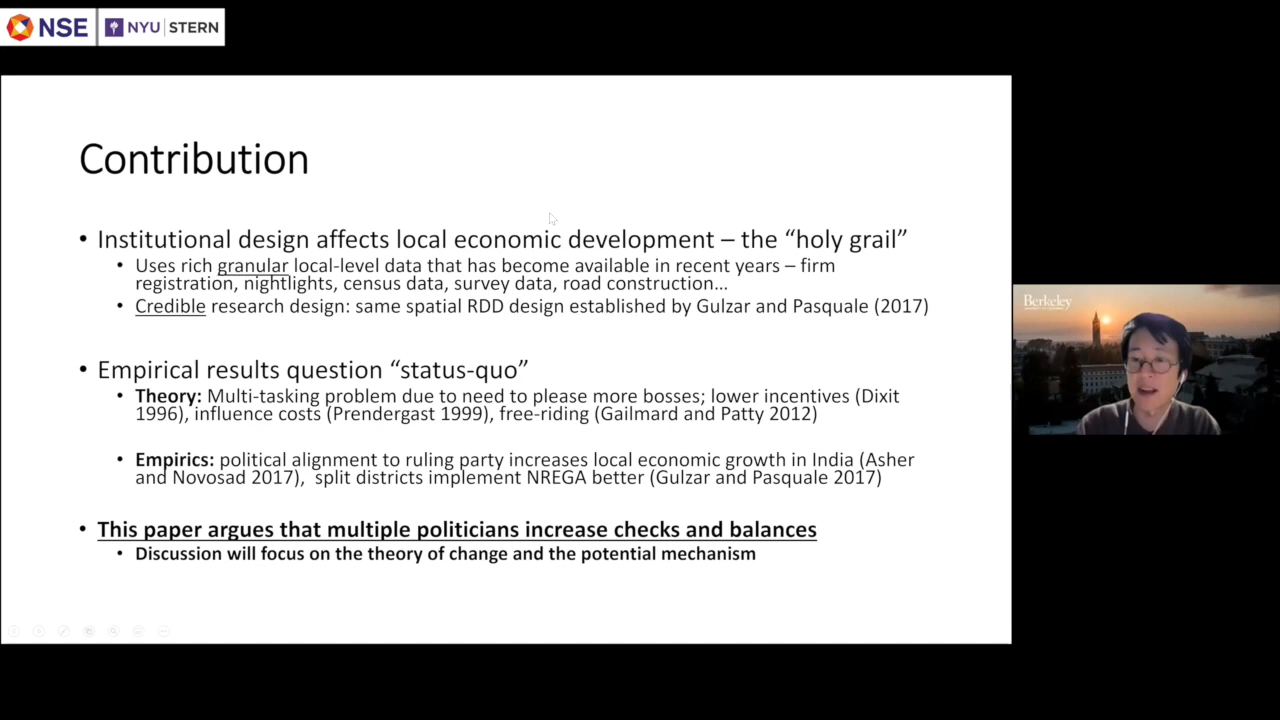 NSE NYU STERN
Contribution
• Institutional design affects local economic development – the “holy grail”
• Uses rich granular local-level data that has become available in recent years – firm
registration, nightlights, census data, survey data, road construction…
• Credible research design: same spatial RDD design established by Gulzar and Pasquale (2017)
• Empirical results question “status-quo”
• Theory: Multi-tasking problem due to need to please more bosses; lower incentives (Dixit
1996), influence costs (Prendergast 1999), free-riding (Gailmard and Patty 2012)
• Empirics: political alignment to ruling party increases local economic growth in India (Asher
and Novosad 2017), split districts implement NREGA better (Gulzar and Pasquale 2017)
• This paper argues that multiple politicians increase checks and balances
• Discussion will focus on the theory of change and the potential mechanism
Berkeley